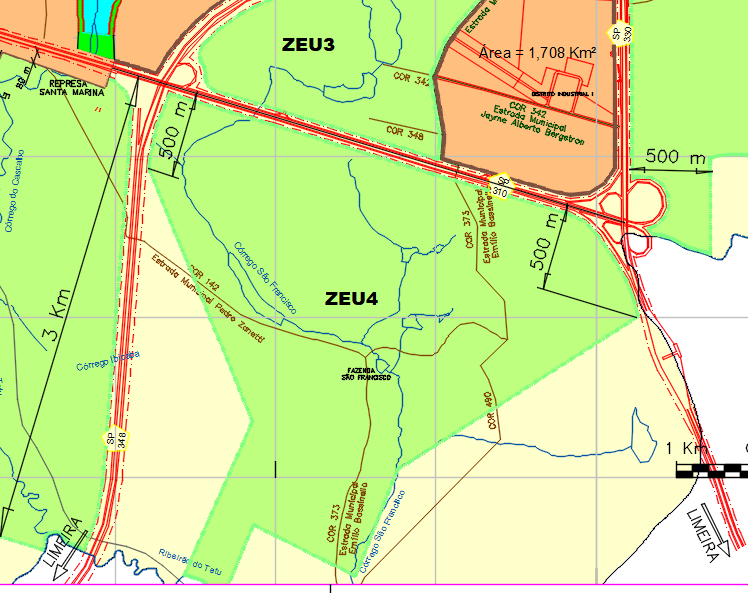 ZEU3
Estrada M
SP
330
Área = 1,708 Km²
REPRESA
SANTA MARINA
COR 342
DISTRITO INDUSTRIAL I
COR 342
Estrada Municipal
Jayme Alberto Bergstron
COR 348
500 m
500 m
Córrego do Cascalho
SP
310
COR 373
Estrada Municipal
Emílio Bassinello
500 m
Córrego São Francisco
COR 142
Estrada Municipal Pedro Zanetti
ZEU4
3 Km
Córrego Ibicaba
FAZENDA
SÃO FRANCISCO
COR 490
SP
348
1 Km
COR 373
Estrada Municipal
Emílio Bassinello
Córrego São Francisco
LIMEIRA
LIMEIRA
Ribeirão do Tatu